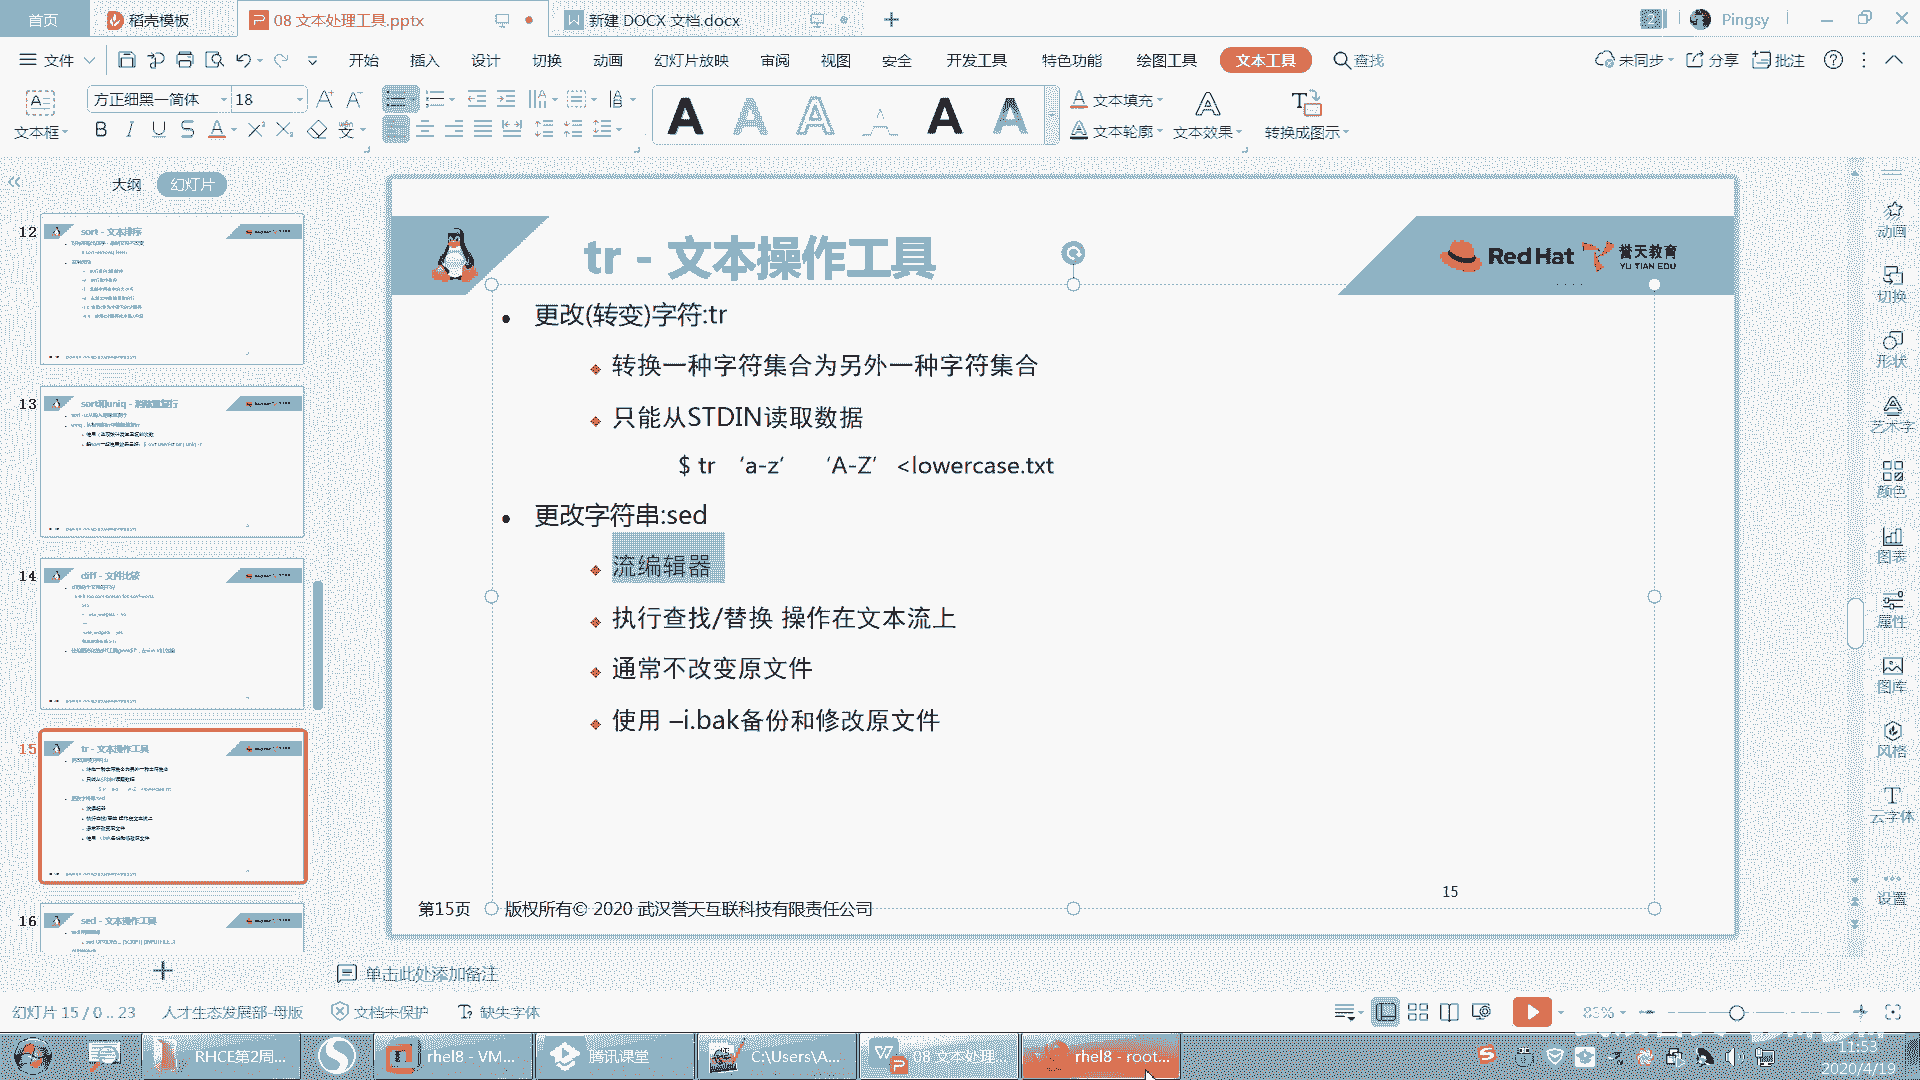 首页
稻壳模板
08 文本处理工具.pptx
新建 DOCX 文档.docx
Pingsy
文件
开始
插入
设计
切换
动画
幻灯片放映
审阅
视图
安全
开发工具
特色功能
绘图工具
文本工具
查找
未同步
分享
批注
文本框
方正细黑一简体
18
文本填充
文本轮廓
文本效果
转换成图示
大纲
幻灯片
12
sort - 文本排序
13
sort和uniq - 消除重复行
14
diff - 文件比较
15
tr - 文本操作工具
16
sed - 文本操作工具
tr - 文本操作工具
Red Hat
誉天教育
YU TIAN EDU
更改(转变)字符:tr
转换一种字符集合为另外一种字符集合
只能从STDIN读取数据
$ tr ‘a-z’ ‘A-Z’ <lowercase.txt
更改字符串:sed
流编辑器
执行查找/替换 操作在文本流上
通常不改变原文件
使用 –i.bak备份和修改原文件
15
第15页
版权所有© 2020 武汉誉天互联科技有限责任公司
动画
切换
形状
艺术字
颜色
图表
属性
图库
风格
云字体
设置
单击此处添加备注
幻灯片 15 / 0 .. 23
人才生态发展部-母版
文档未保护
缺失字体
83%
RHCE第2周...
rhel8 - VM...
腾讯课堂
C:\Users\A...
08 文本处理...
rhel8 - root...
11:53
2020/4/19